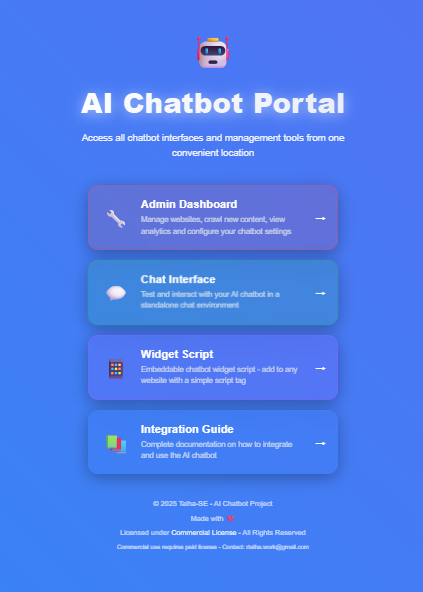 AI Chatbot Portal
Access all chatbot interfaces and management tools from one
convenient location
Admin Dashboard
Manage websites, crawl new content, view
analytics and configure your chatbot settings
→
Chat Interface
Test and interact with your AI chatbot in a
standalone chat environment
→
Widget Script
Embeddable chatbot widget script - add to any
website with a simple script tag
→
Integration Guide
Complete documentation on how to integrate
and use the AI chatbot
→
© 2025 Talha-SE - AI Chatbot Project
Made with
Licensed under Commercial License - All Rights Reserved
Commercial use requires paid license - Contact: rtalha.work@gmail.com